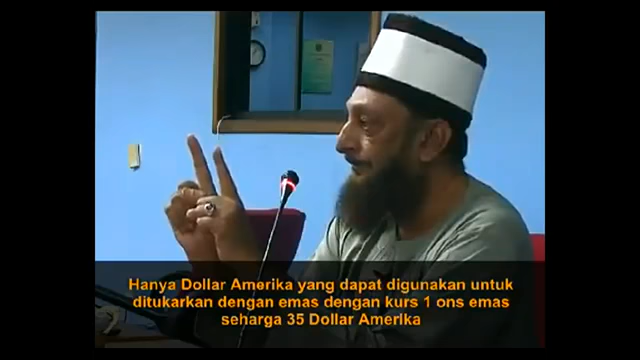 Hanya Dollar Amerika yang dapat digunakan untuk
ditukarkan dengan emas dengan kurs 1 ons emas
seharga 35 Dollar Amerika